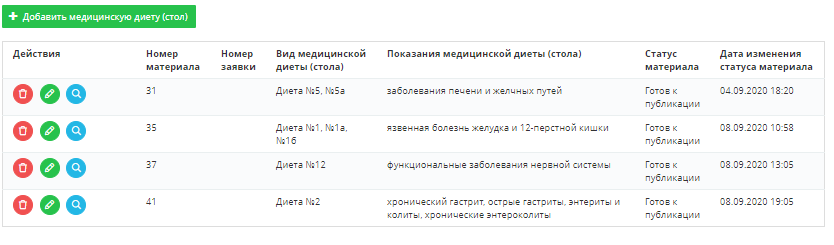 Добавить медицинскую диету (стол)
Действия Номер материала Номер заявки Вид медицинской диеты (стола) Показания медицинской диеты (стола) Статус материала Дата изменения статуса материала
31 Диета №5, №5а заболевания печени и желчных путей Готов к публикации 04.09.2020 18:20
35 Диета №1, №1а, №1б язвенная болезнь желудка и 12-перстной кишки Готов к публикации 08.09.2020 10:58
37 Диета №12 функциональные заболевания нервной системы Готов к публикации 08.09.2020 13:05
41 Диета №2 хронический гастрит, острые гастриты, энтериты и колиты, хронические энтероколиты Готов к публикации 08.09.2020 19:05